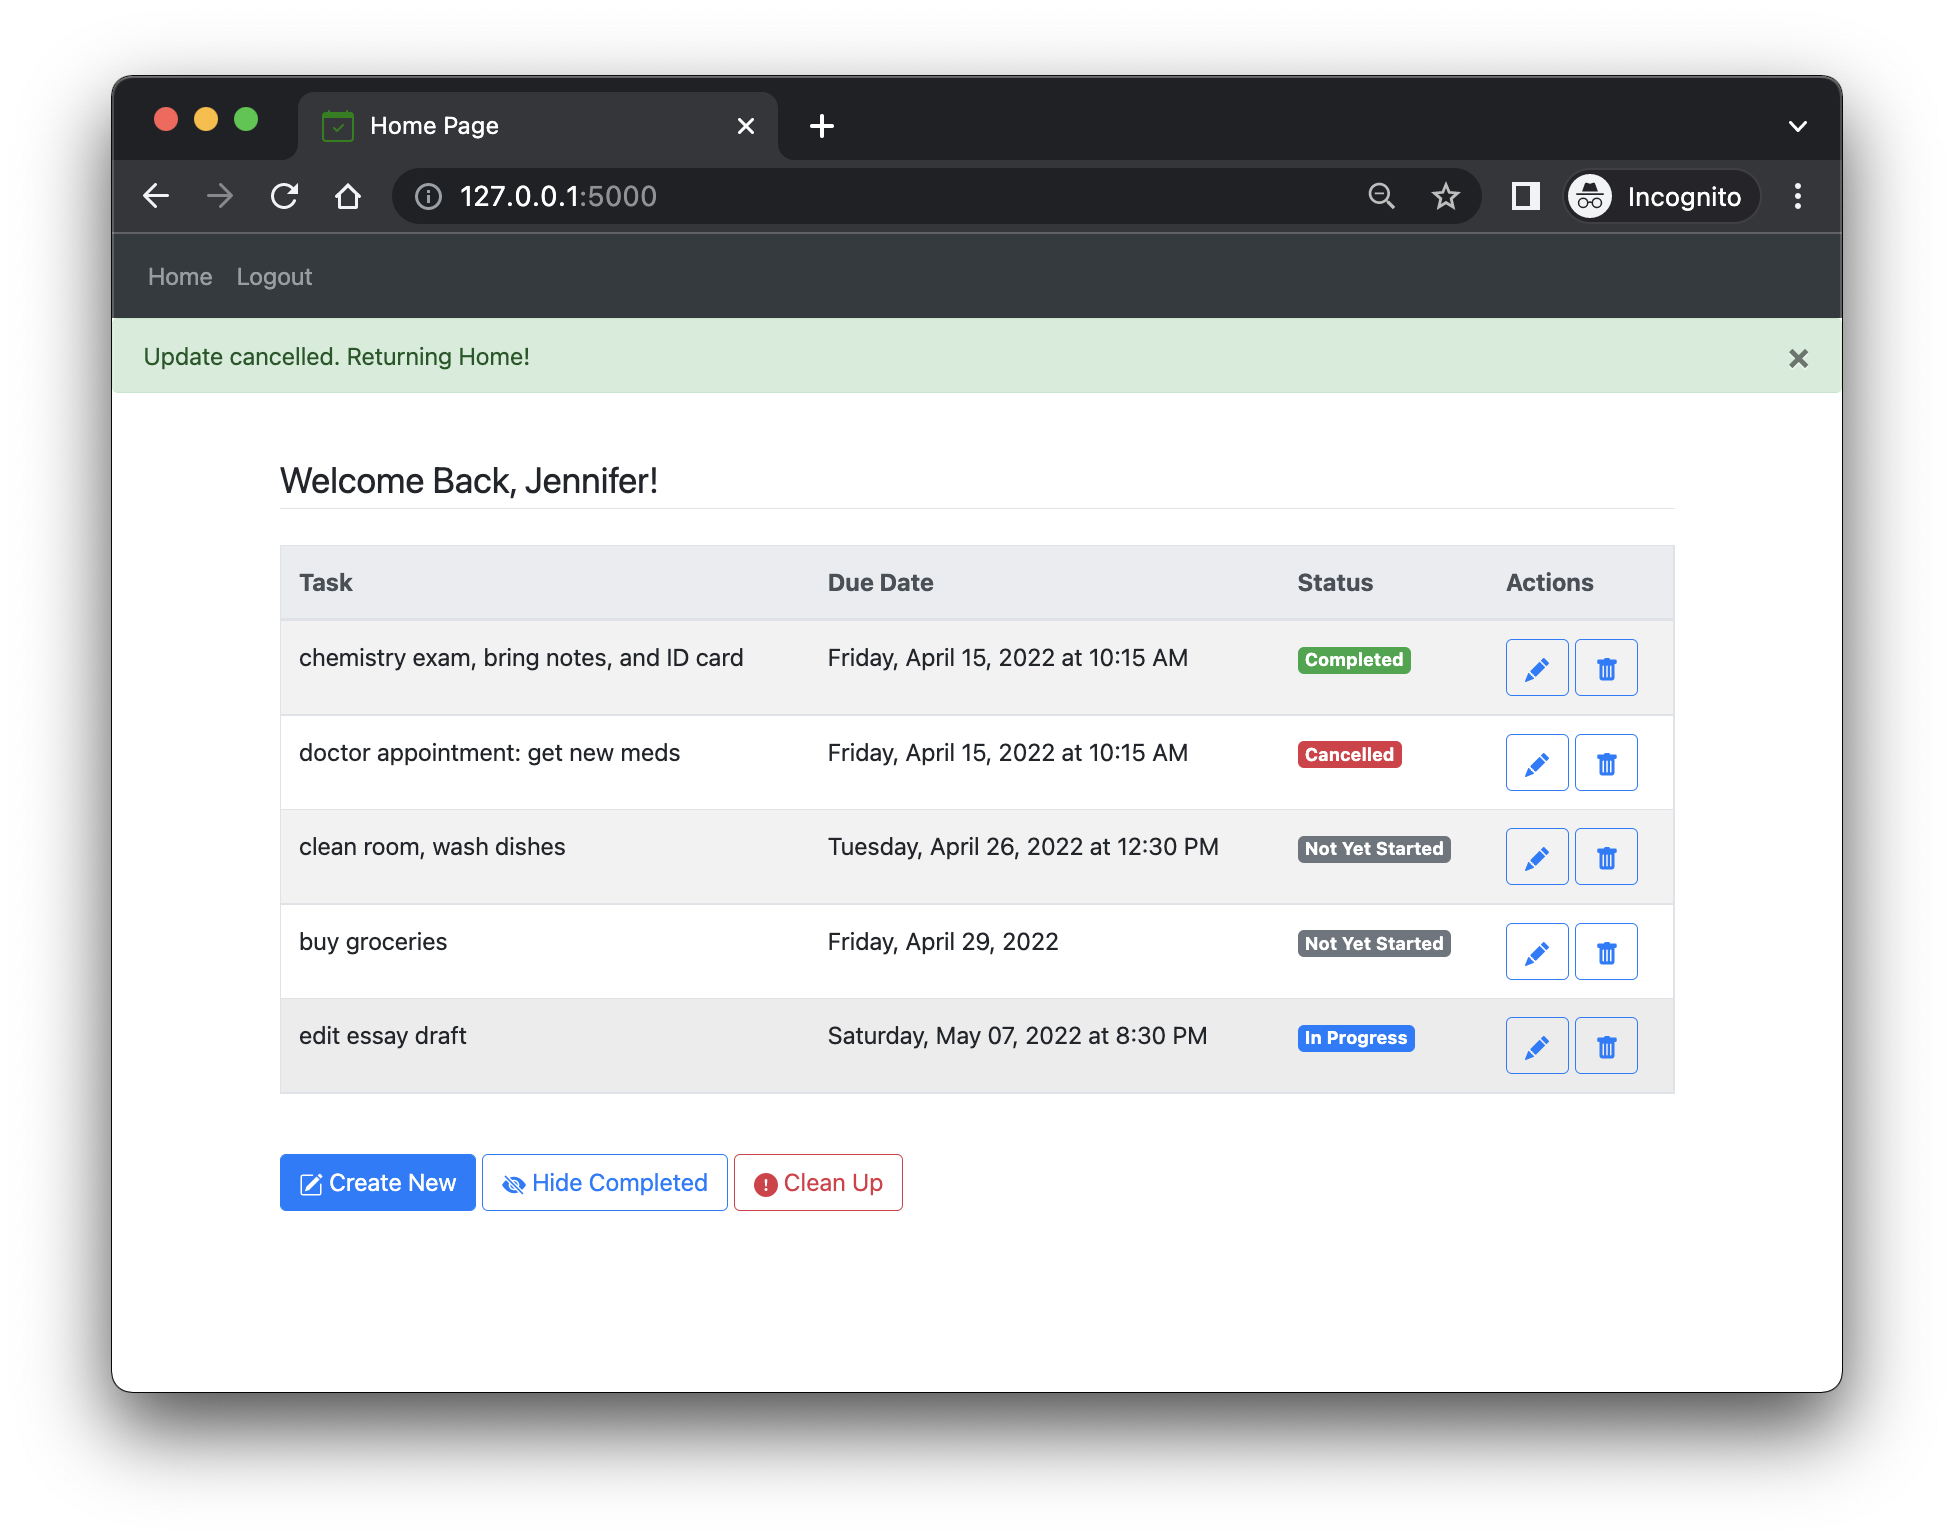 Home Page
127.0.0.1:5000
Incognito
Home Logout
Update cancelled. Returning Home!
Welcome Back, Jennifer!
Task Due Date Status Actions
chemistry exam, bring notes, and ID card Friday, April 15, 2022 at 10:15 AM Completed
doctor appointment: get new meds Friday, April 15, 2022 at 10:15 AM Cancelled
clean room, wash dishes Tuesday, April 26, 2022 at 12:30 PM Not Yet Started
buy groceries Friday, April 29, 2022 Not Yet Started
edit essay draft Saturday, May 07, 2022 at 8:30 PM In Progress
Create New Hide Completed Clean Up